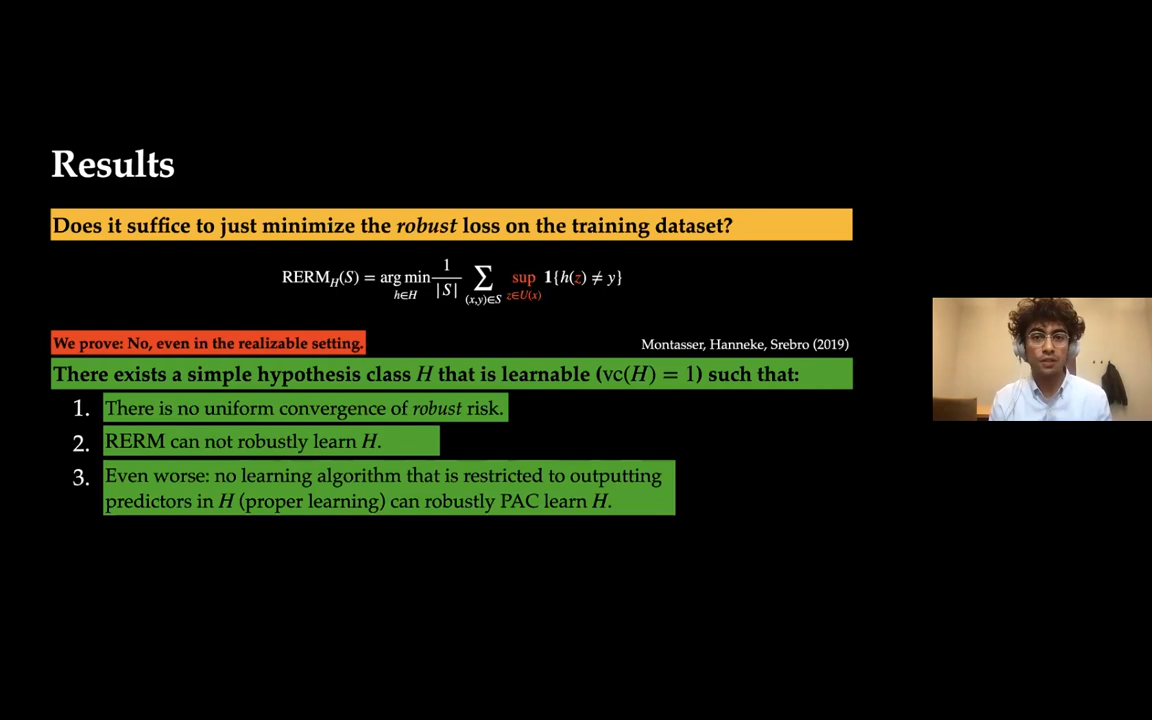 Results
Does it suffice to just minimize the robust loss on the training dataset?
RERM_H(S) = arg min_{h∈H} 1/|S| ∑_{(x,y)∈S} sup_{z∈U(x)} 1{h(z) ≠ y}
We prove: No, even in the realizable setting.
Montasser, Hanneke, Srebro (2019)
There exists a simple hypothesis class H that is learnable (vc(H) = 1) such that:
1. There is no uniform convergence of robust risk.
2. RERM can not robustly learn H.
3. Even worse: no learning algorithm that is restricted to outputting
predictors in H (proper learning) can robustly PAC learn H.